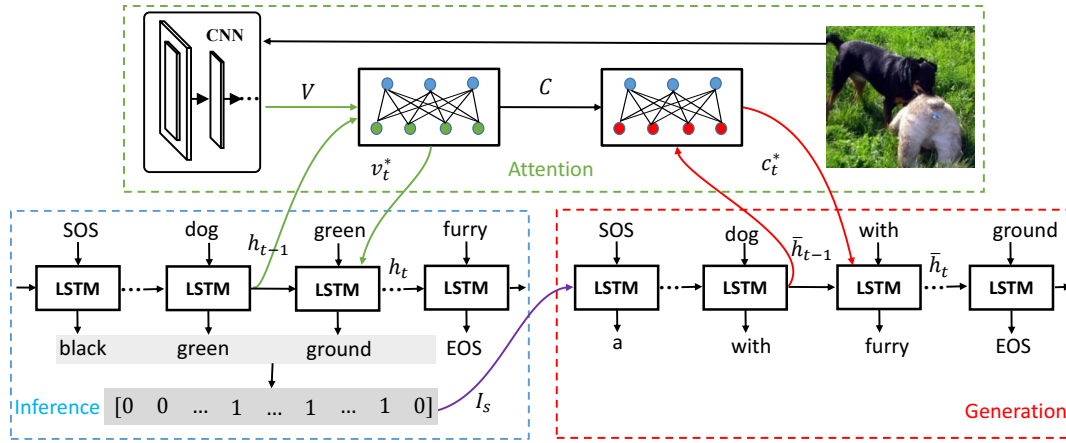 CNN
V
C
v_t^*
c_t^*
Attention
SOS
dog
green
furry
h_{t-1}
h_t
LSTM
LSTM
LSTM
LSTM
black
green
ground
EOS
Inference
[0 0 ... 1 ... 1 ... 1 0]
I_s
SOS
dog
with
ground
h̄_{t-1}
h̄_t
LSTM
LSTM
LSTM
LSTM
a
with
furry
EOS
Generation